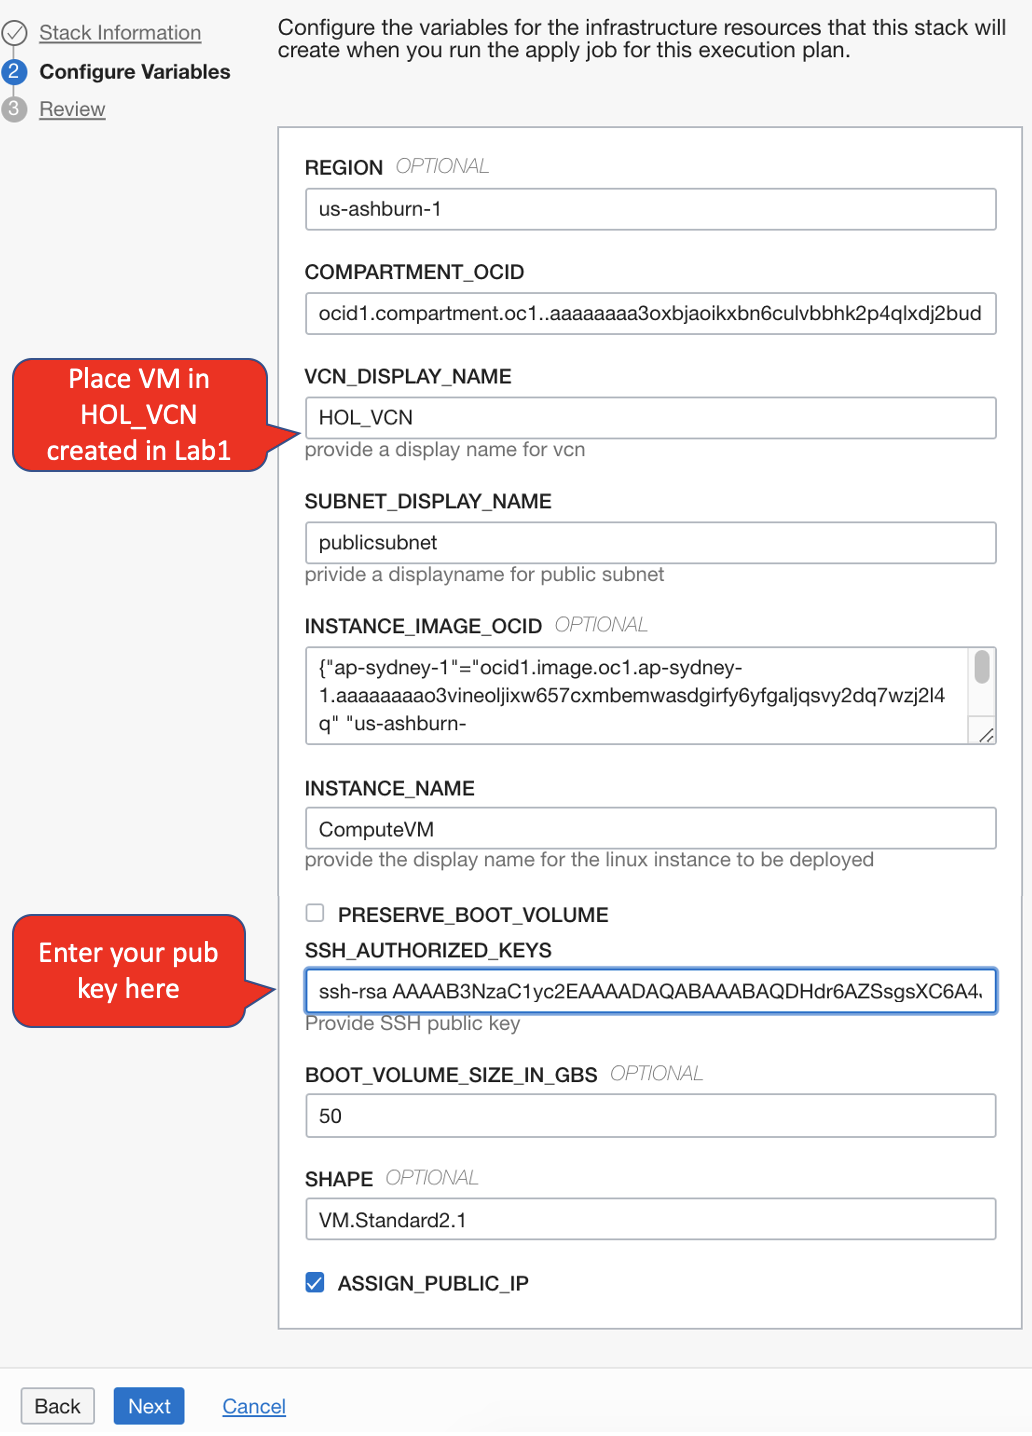 Stack Information
2 Configure Variables
3 Review
Configure the variables for the infrastructure resources that this stack will
create when you run the apply job for this execution plan.
REGION OPTIONAL
us-ashburn-1
COMPARTMENT_OCID
ocid1.compartment.oc1..aaaaaaaa3oxbjaoikxbn6culvbbhk2p4qlxdj2bud
Place VM in
HOL_VCN
created in Lab1
VCN_DISPLAY_NAME
HOL_VCN
provide a display name for vcn
SUBNET_DISPLAY_NAME
publicsubnet
privide a displayname for public subnet
INSTANCE_IMAGE_OCID OPTIONAL
{"ap-sydney-1"="ocid1.image.oc1.ap-sydney-
1.aaaaaaaao3vineoljixw657cxmbemwasdgirfy6yfgaljqsvy2dq7wzj2l4
q" "us-ashburn-
INSTANCE_NAME
ComputeVM
provide the display name for the linux instance to be deployed
PRESERVE_BOOT_VOLUME
Enter your pub
key here
SSH_AUTHORIZED_KEYS
ssh-rsa AAAAB3NzaC1yc2EAAAADAQABAAABAQDHdr6AZSsgsXC6A4
Provide SSH public key
BOOT_VOLUME_SIZE_IN_GBS OPTIONAL
50
SHAPE OPTIONAL
VM.Standard2.1
ASSIGN_PUBLIC_IP
Back Next Cancel